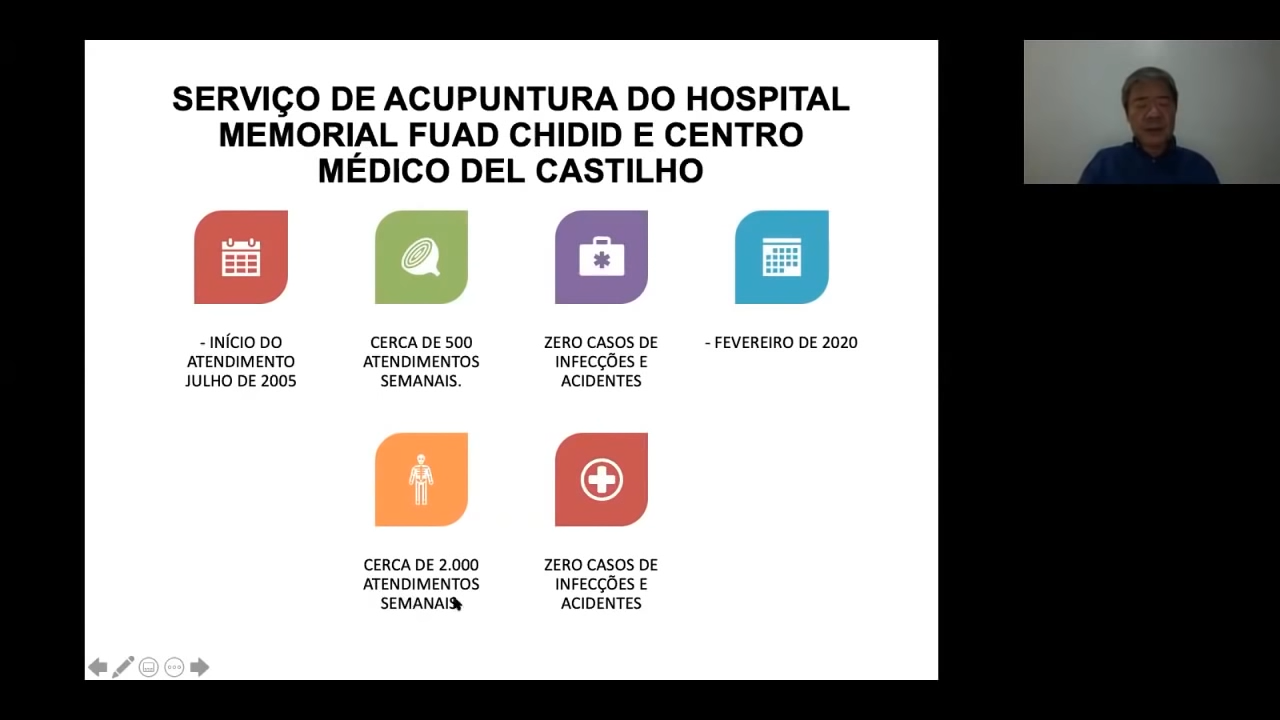 SERVIÇO DE ACUPUNTURA DO HOSPITAL
MEMORIAL FUAD CHIDID E CENTRO
MÉDICO DEL CASTILHO
- INÍCIO DO
ATENDIMENTO
JULHO DE 2005
CERCA DE 500
ATENDIMENTOS
SEMANAIS.
ZERO CASOS DE
INFECÇÕES E
ACIDENTES
- FEVEREIRO DE 2020
CERCA DE 2.000
ATENDIMENTOS
SEMANAIS
ZERO CASOS DE
INFECÇÕES E
ACIDENTES